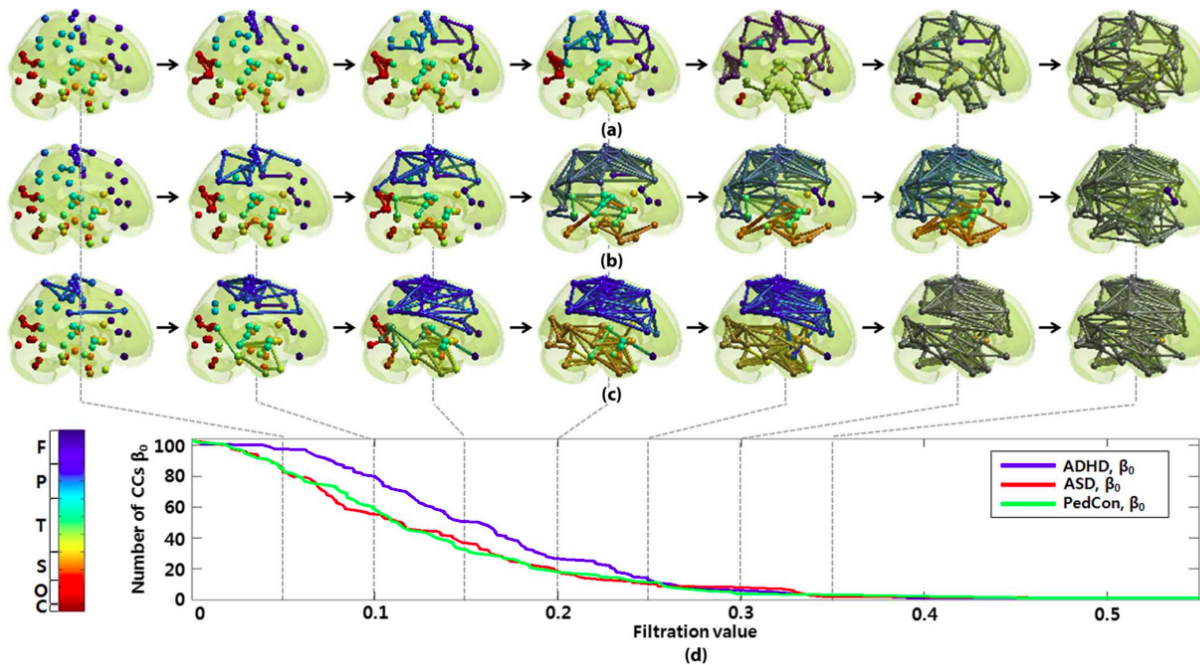 (a)
(b)
(c)
F
P
T
S
O
C
Number of CCs β₀
100
80
60
40
20
0
ADHD, β₀
ASD, β₀
PedCon, β₀
0 0.1 0.2 0.3 0.4 0.5
Filtration value
(d)